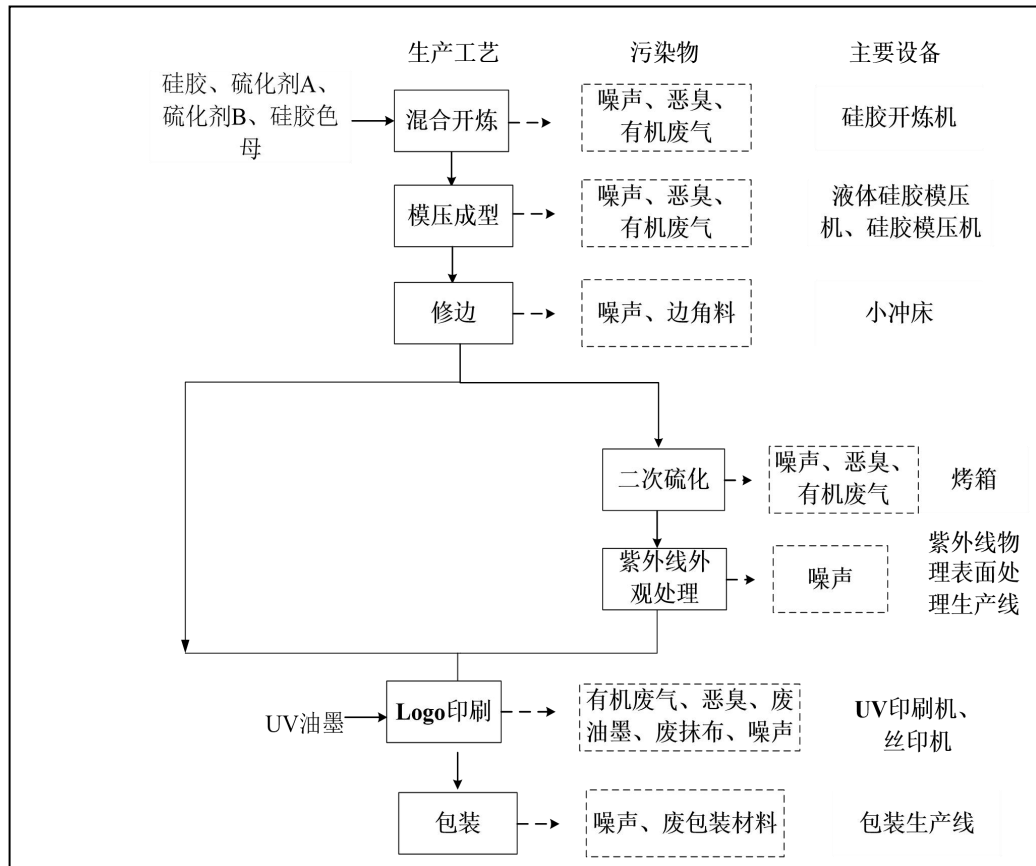 生产工艺
污染物
主要设备
硅胶、硫化剂A、
硫化剂B、硅胶色
母
混合开炼
噪声、恶臭、
有机废气
硅胶开炼机
模压成型
噪声、恶臭、
有机废气
液体硅胶模压
机、硅胶模压机
修边
噪声、边角料
小冲床
二次硫化
噪声、恶臭、
有机废气
烤箱
紫外线外
观处理
噪声
紫外线物
理表面处
理生产线
UV油墨
Logo印刷
有机废气、恶臭、废
油墨、废抹布、噪声
UV印刷机、
丝印机
包装
噪声、废包装材料
包装生产线